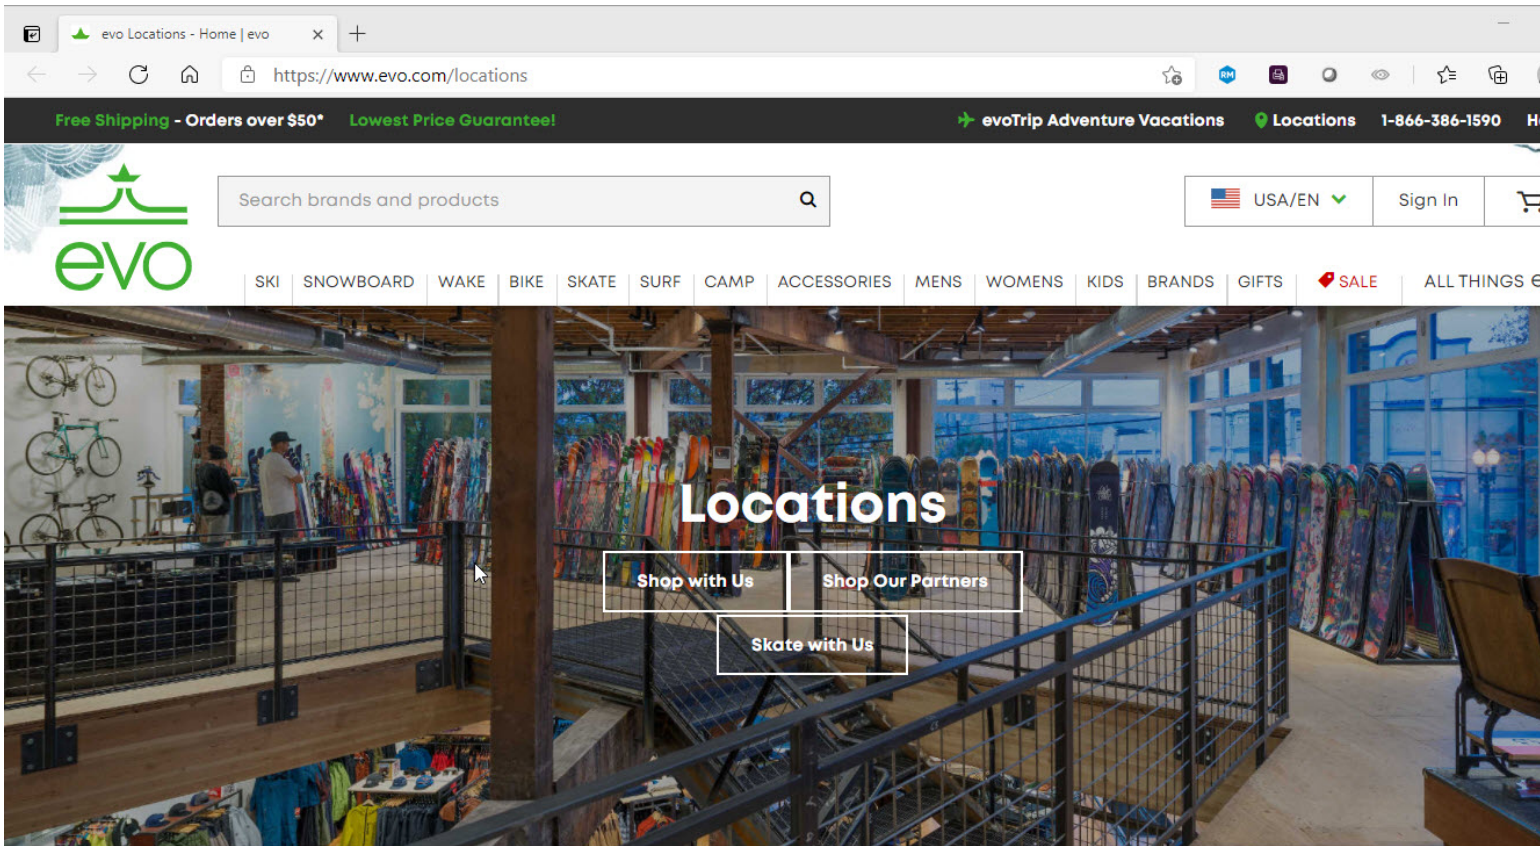 evo Locations - Home | evo
https://www.evo.com/locations
RM
Free Shipping - Orders over $50* Lowest Price Guarantee! evoTrip Adventure Vacations Locations 1-866-386-1590
evo
Search brands and products
USA/EN
Sign In
SKI SNOWBOARD WAKE BIKE SKATE SURF CAMP ACCESSORIES MENS WOMENS KIDS BRANDS GIFTS SALE ALL THINGS
Locations
Shop with Us
Shop Our Partners
Skate with Us